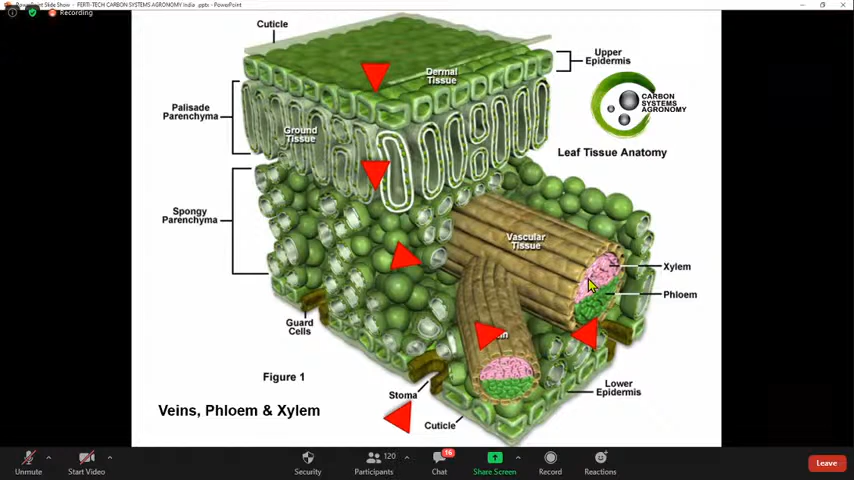 PowerPoint Slide Show - FERTI-TECH CARBON SYSTEMS AGRONOMY India .pptx - PowerPoint
Recording
Cuticle
Upper
Epidermis
Dermal
Tissue
Palisade
Parenchyma
Ground
Tissue
CARBON
SYSTEMS
AGRONOMY
Leaf Tissue Anatomy
Spongy
Parenchyma
Vascular
Tissue
Xylem
Phloem
Guard
Cells
Figure 1
Stoma
Lower
Epidermis
Veins, Phloem & Xylem
Cuticle
Unmute
Start Video
Security
120
Participants
16
Chat
Share Screen
Record
Reactions
Leave